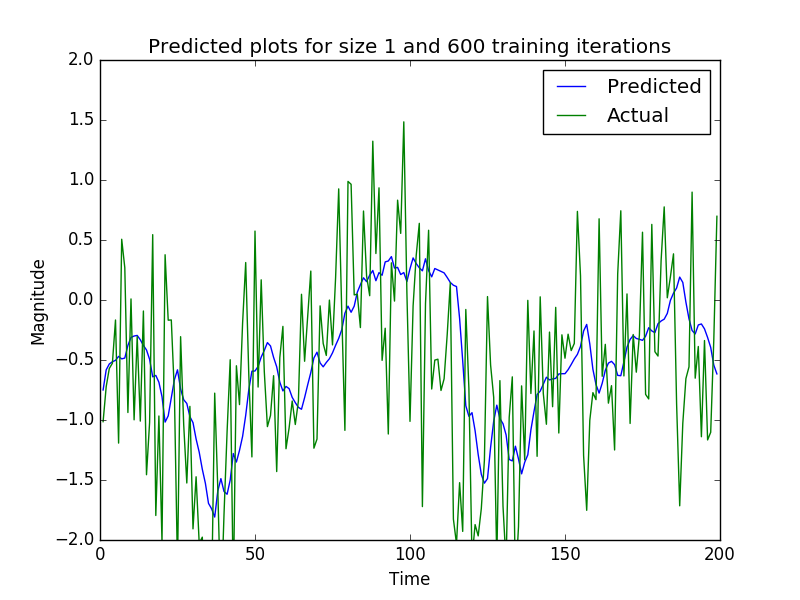 Predicted plots for size 1 and 600 training iterations
Predicted
Actual
2.0
1.5
1.0
0.5
0.0
−0.5
−1.0
−1.5
−2.0
Magnitude
0 50 100 150 200
Time